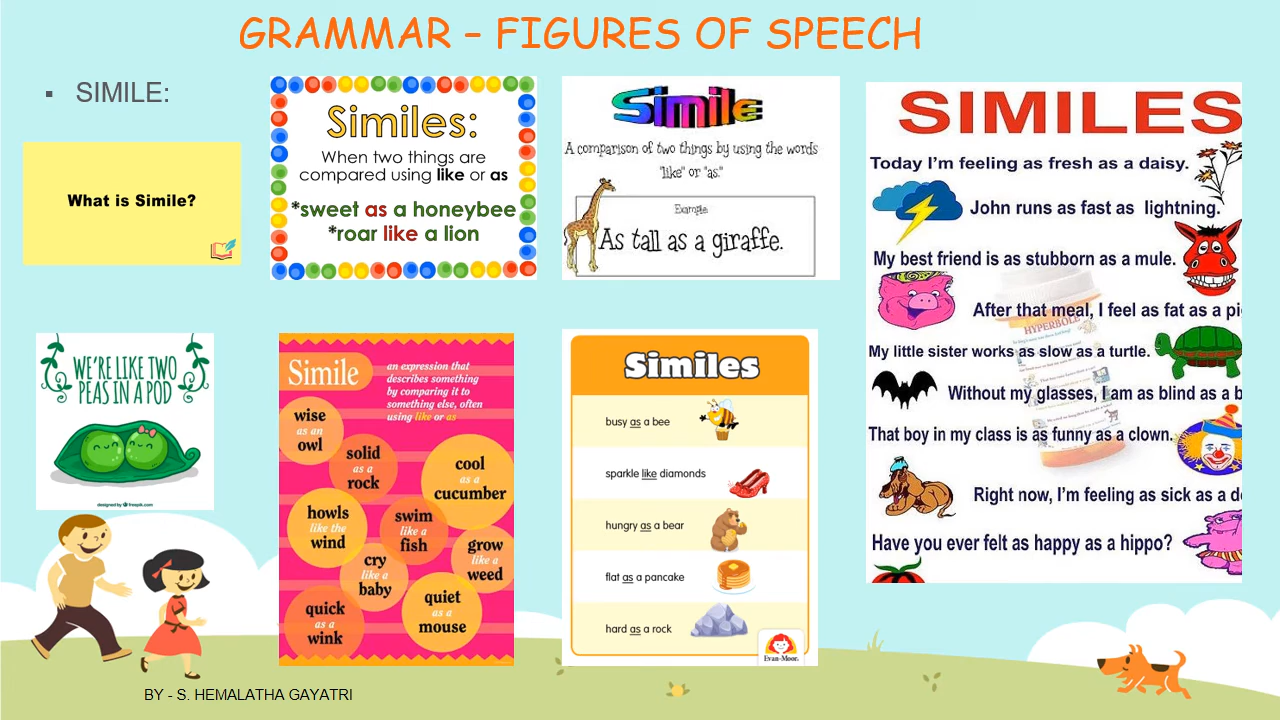 GRAMMAR – FIGURES OF SPEECH
▪ SIMILE:
What is Simile?
Similes:
When two things are
compared using like or as
*sweet as a honeybee
*roar like a lion
Simile
A comparison of two things by using the words
"like" or "as."
Example:
As tall as a giraffe.
SIMILES
Today I'm feeling as fresh as a daisy.
John runs as fast as lightning.
My best friend is as stubborn as a mule.
After that meal, I feel as fat as a pi
HYPERBOLE
My little sister works as slow as a turtle.
Without my glasses, I am as blind as a b
That boy in my class is as funny as a clown.
Right now, I'm feeling as sick as a d
Have you ever felt as happy as a hippo?
WE'RE LIKE TWO
PEAS IN A POD
designed by freepik.com
Simile
an expression that
describes something
by comparing it to
something else, often
using like or as
wise
as an
owl
solid
as a
rock
cool
as a
cucumber
howls
like the
wind
swim
like a
fish
grow
like a
weed
cry
like a
baby
quick
as a
wink
quiet
as a
mouse
Similes
busy as a bee
sparkle like diamonds
hungry as a bear
flat as a pancake
hard as a rock
Evan-Moor
BY - S. HEMALATHA GAYATRI